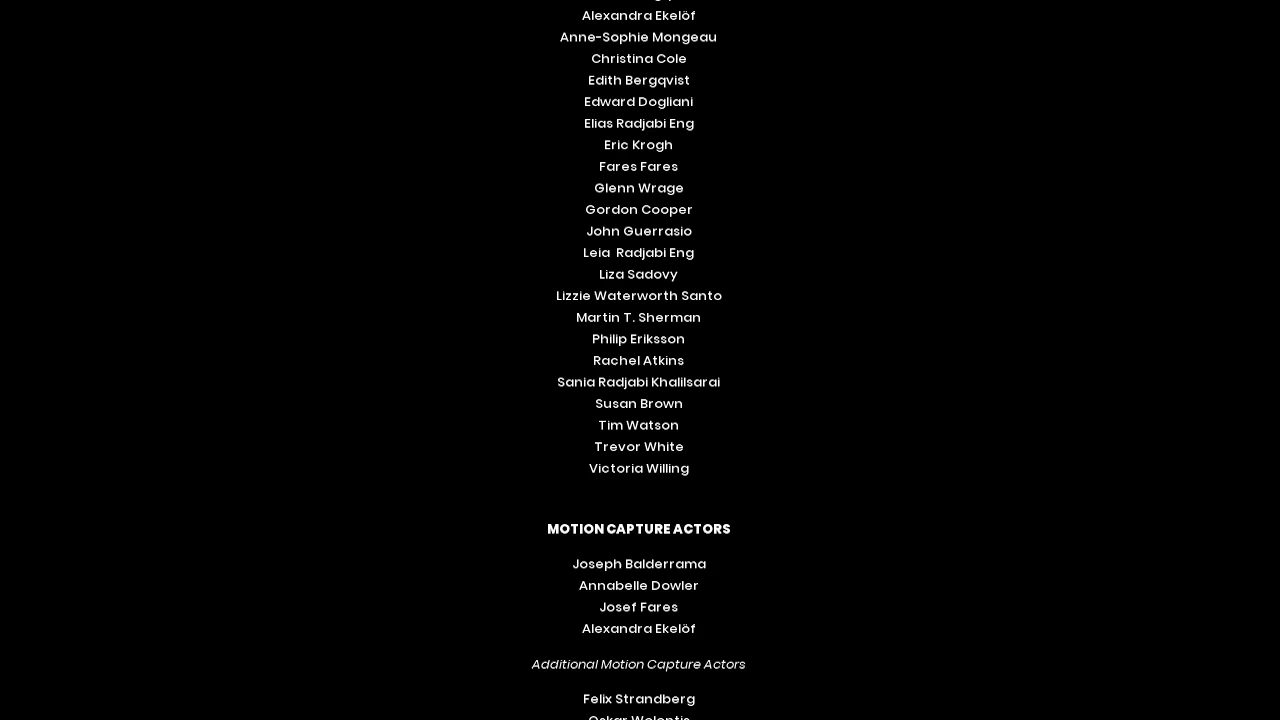 Alexandra Ekelöf
Anne-Sophie Mongeau
Christina Cole
Edith Bergqvist
Edward Dogliani
Elias Radjabi Eng
Eric Krogh
Fares Fares
Glenn Wrage
Gordon Cooper
John Guerrasio
Leia  Radjabi Eng
Liza Sadovy
Lizzie Waterworth Santo
Martin T. Sherman
Philip Eriksson
Rachel Atkins
Sania Radjabi Khalilsarai
Susan Brown
Tim Watson
Trevor White
Victoria Willing
MOTION CAPTURE ACTORS
Joseph Balderrama
Annabelle Dowler
Josef Fares
Alexandra Ekelöf
Additional Motion Capture Actors
Felix Strandberg